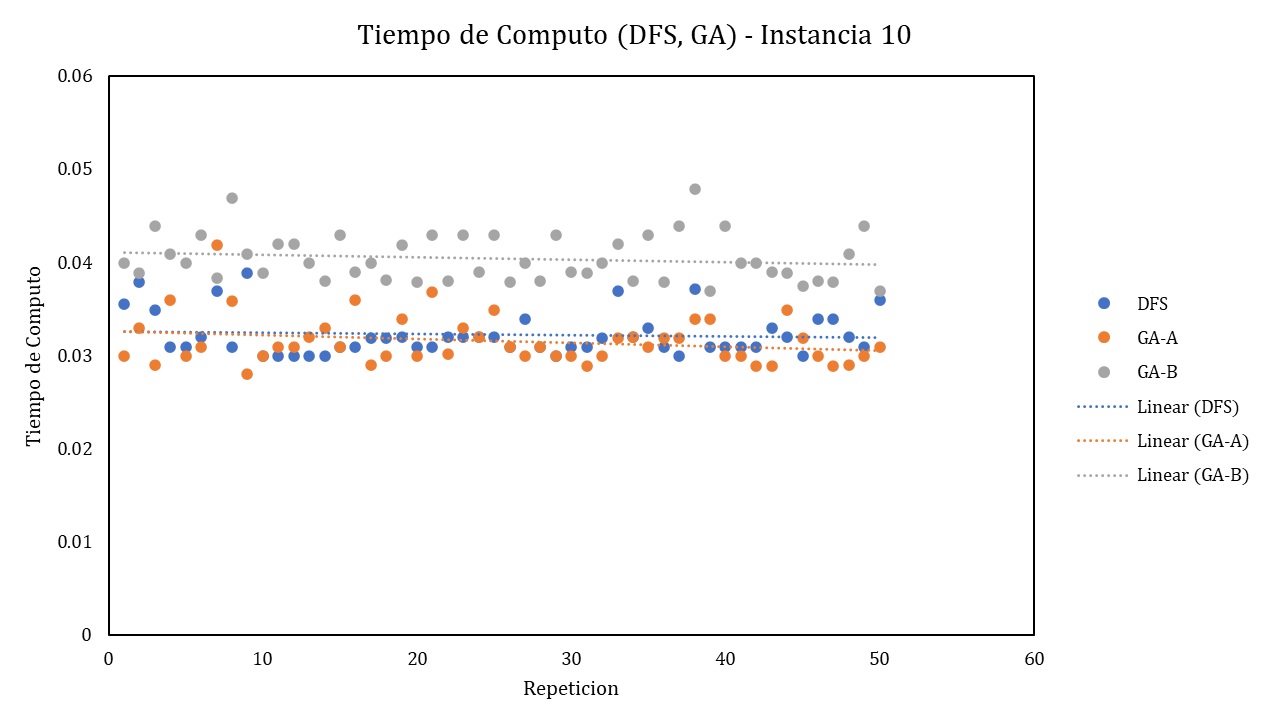 Tiempo de Computo (DFS, GA) - Instancia 10
0.06
0.05
0.04
0.03
0.02
0.01
0
Tiempo de Computo
0 10 20 30 40 50 60
Repeticion
DFS
GA-A
GA-B
Linear (DFS)
Linear (GA-A)
Linear (GA-B)